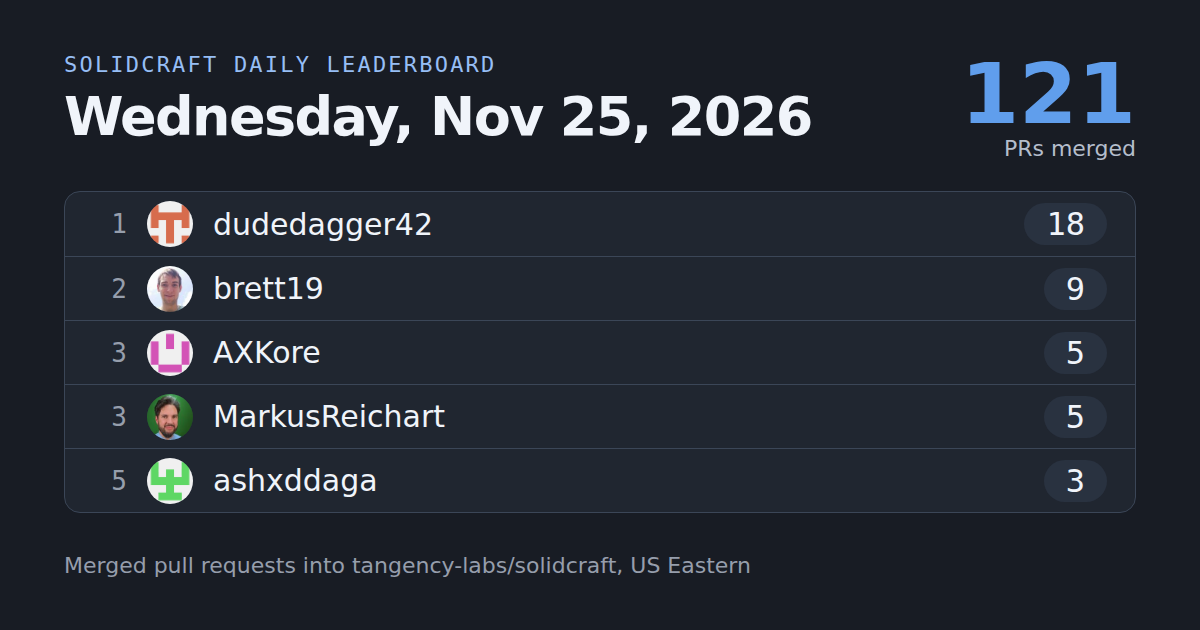 SOLIDCRAFT DAILY LEADERBOARD
Wednesday, Nov 25, 2026
121
PRs merged
1 dudedagger42 18
2 brett19 9
3 AXKore 5
3 MarkusReichart 5
5 ashxddaga 3
Merged pull requests into tangency-labs/solidcraft, US Eastern